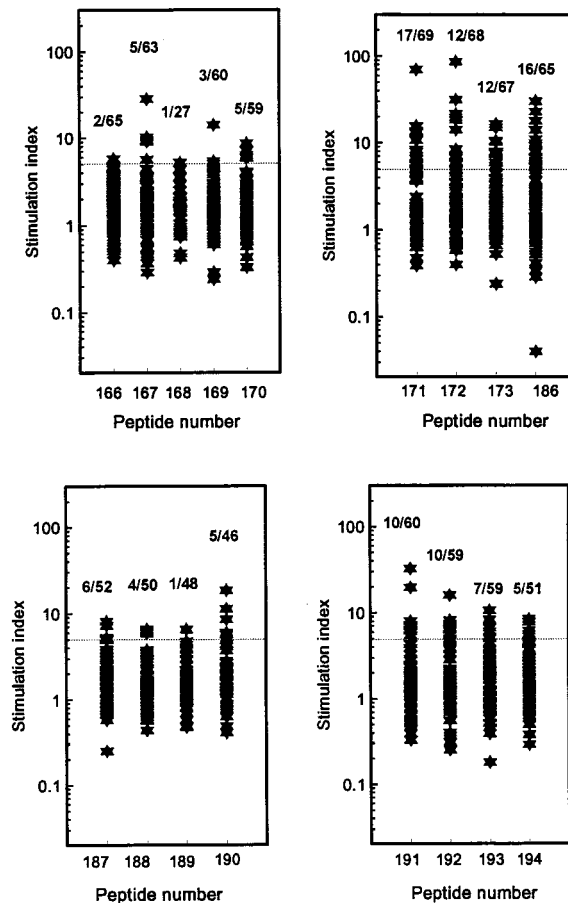 100
10
1
0.1
Stimulation index
2/65
5/63
1/27
3/60
5/59
166 167 168 169 170
Peptide number
100
10
1
0.1
Stimulation index
17/69
12/68
12/67
16/65
171 172 173 186
Peptide number
100
10
1
0.1
Stimulation index
6/52
4/50
1/48
5/46
187 188 189 190
Peptide number
100
10
1
0.1
Stimulation index
10/60
10/59
7/59
5/51
191 192 193 194
Peptide number